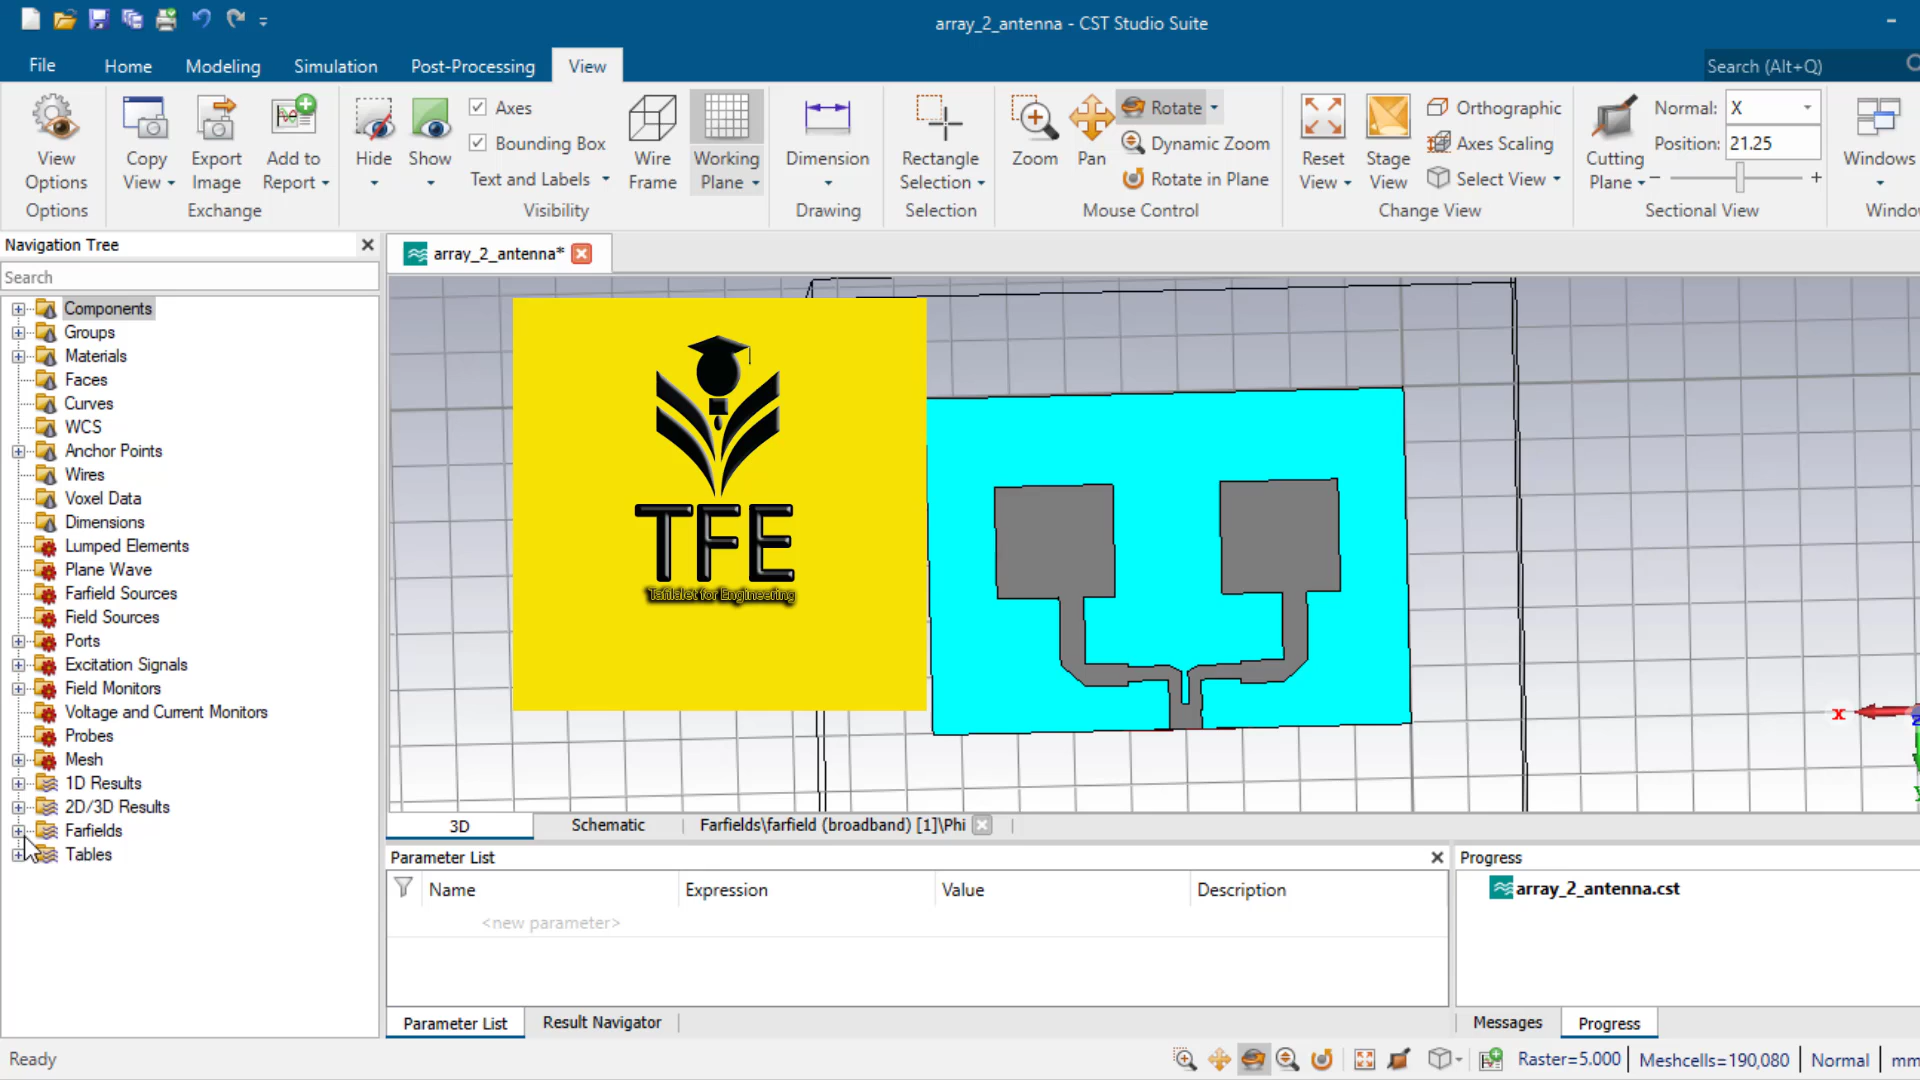 array_2_antenna - CST Studio Suite
File
Home
Modeling
Simulation
Post-Processing
View
Search (Alt+Q)
View Options
Copy View
Export Image
Add to Report
Hide
Show
Axes
Bounding Box
Text and Labels
Wire Frame
Working Plane
Dimension
Rectangle Selection
Zoom
Pan
Rotate
Dynamic Zoom
Rotate in Plane
Reset View
Stage View
Orthographic
Axes Scaling
Select View
Cutting Plane
Normal: X
Position: 21.25
Windows
Options
Exchange
Visibility
Drawing
Selection
Mouse Control
Change View
Sectional View
Windo
Navigation Tree
Search
Components
Groups
Materials
Faces
Curves
WCS
Anchor Points
Wires
Voxel Data
Dimensions
Lumped Elements
Plane Wave
Farfield Sources
Field Sources
Ports
Excitation Signals
Field Monitors
Voltage and Current Monitors
Probes
Mesh
1D Results
2D/3D Results
Farfields
Tables
array_2_antenna*
TFE
Tafilalet for Engineering
x
z
y
3D
Schematic
Farfields\farfield (broadband) [1]\Phi
Parameter List
Name
Expression
Value
Description
<new parameter>
Parameter List
Result Navigator
Progress
array_2_antenna.cst
Messages
Progress
Ready
Raster=5.000
Meshcells=190,080
Normal
mm